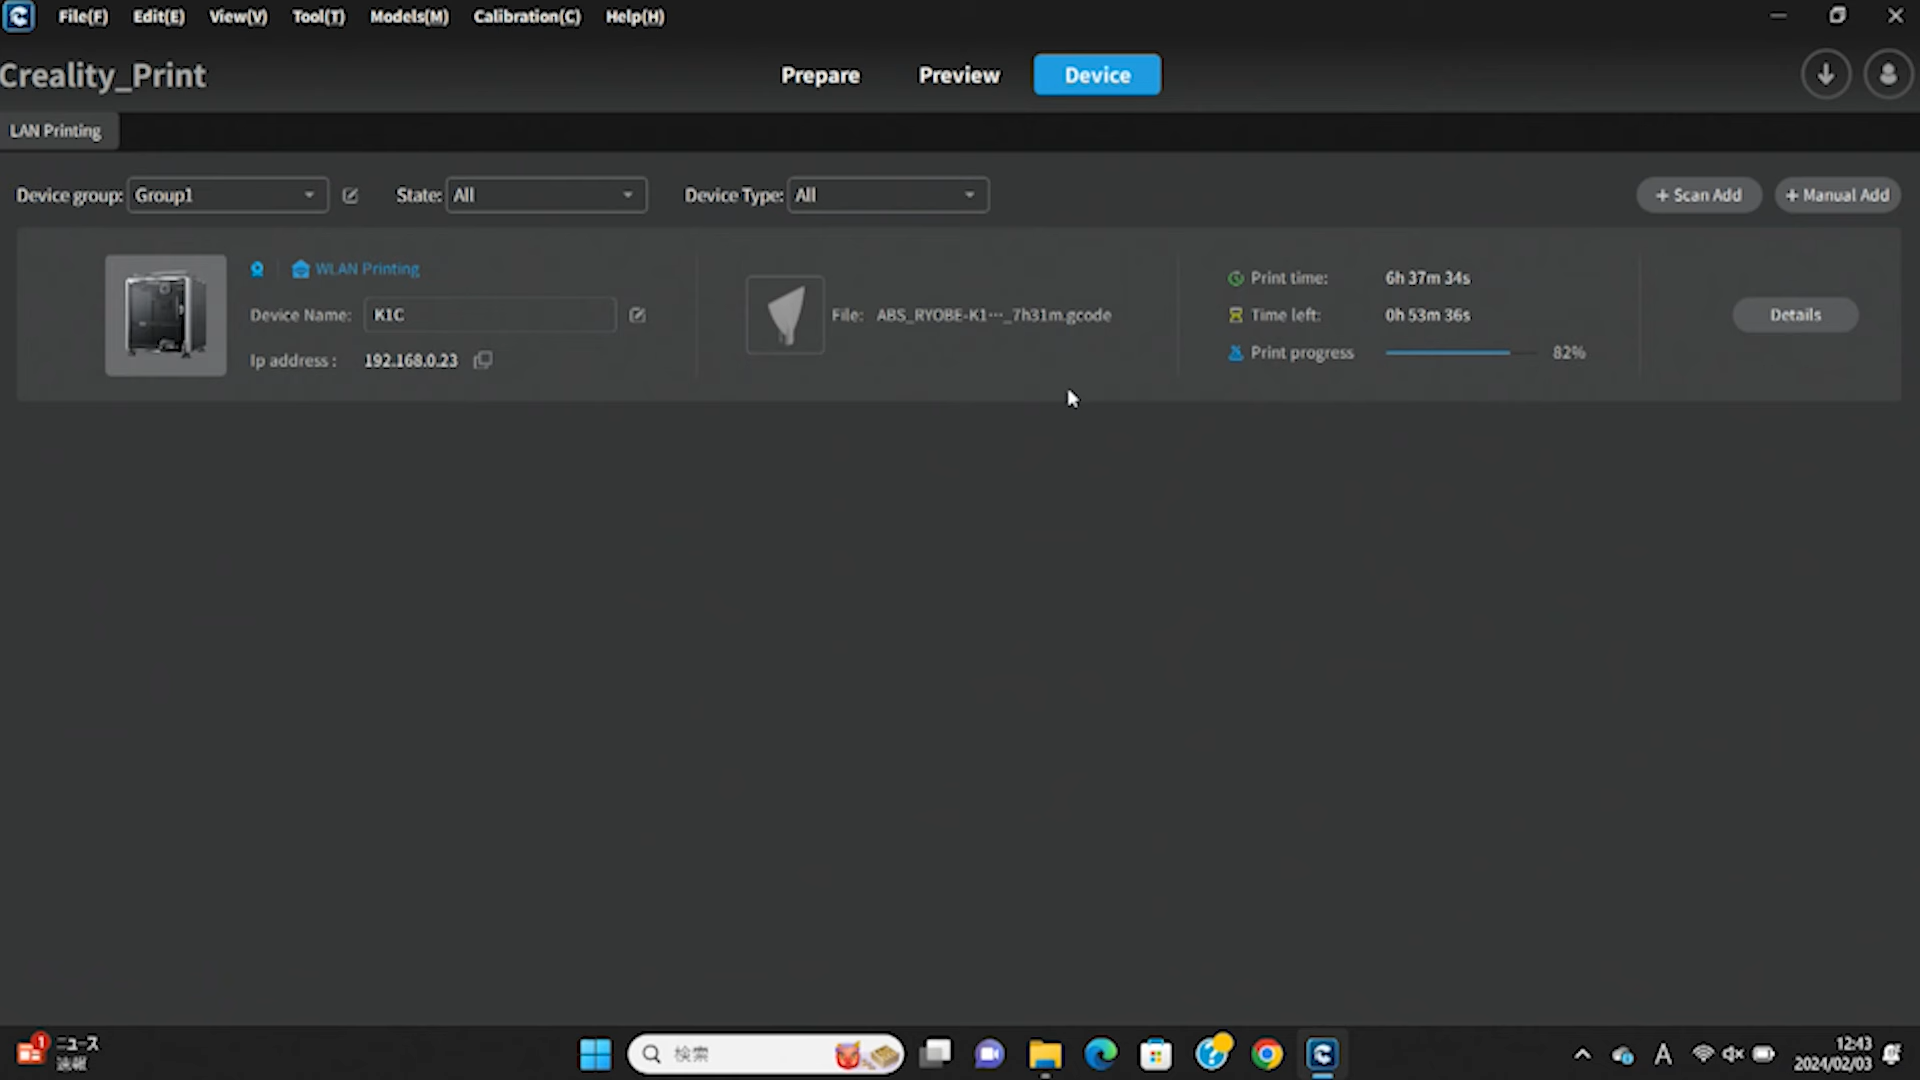 File(F) Edit(E) View(V) Tool(T) Models(M) Calibration(C) Help(H)
Creality_Print Prepare Preview Device
LAN Printing
Device group: Group1 State: All Device Type: All + Scan Add + Manual Add
WLAN Printing
Device Name: K1C
Ip address : 192.168.0.23
File: ABS_RYOBE-K1···_7h31m.gcode
Print time: 6h 37m 34s
Time left: 0h 53m 36s
Print progress 82%
Details
1 ニュース
速報
検索
A
12:43
2024/02/03